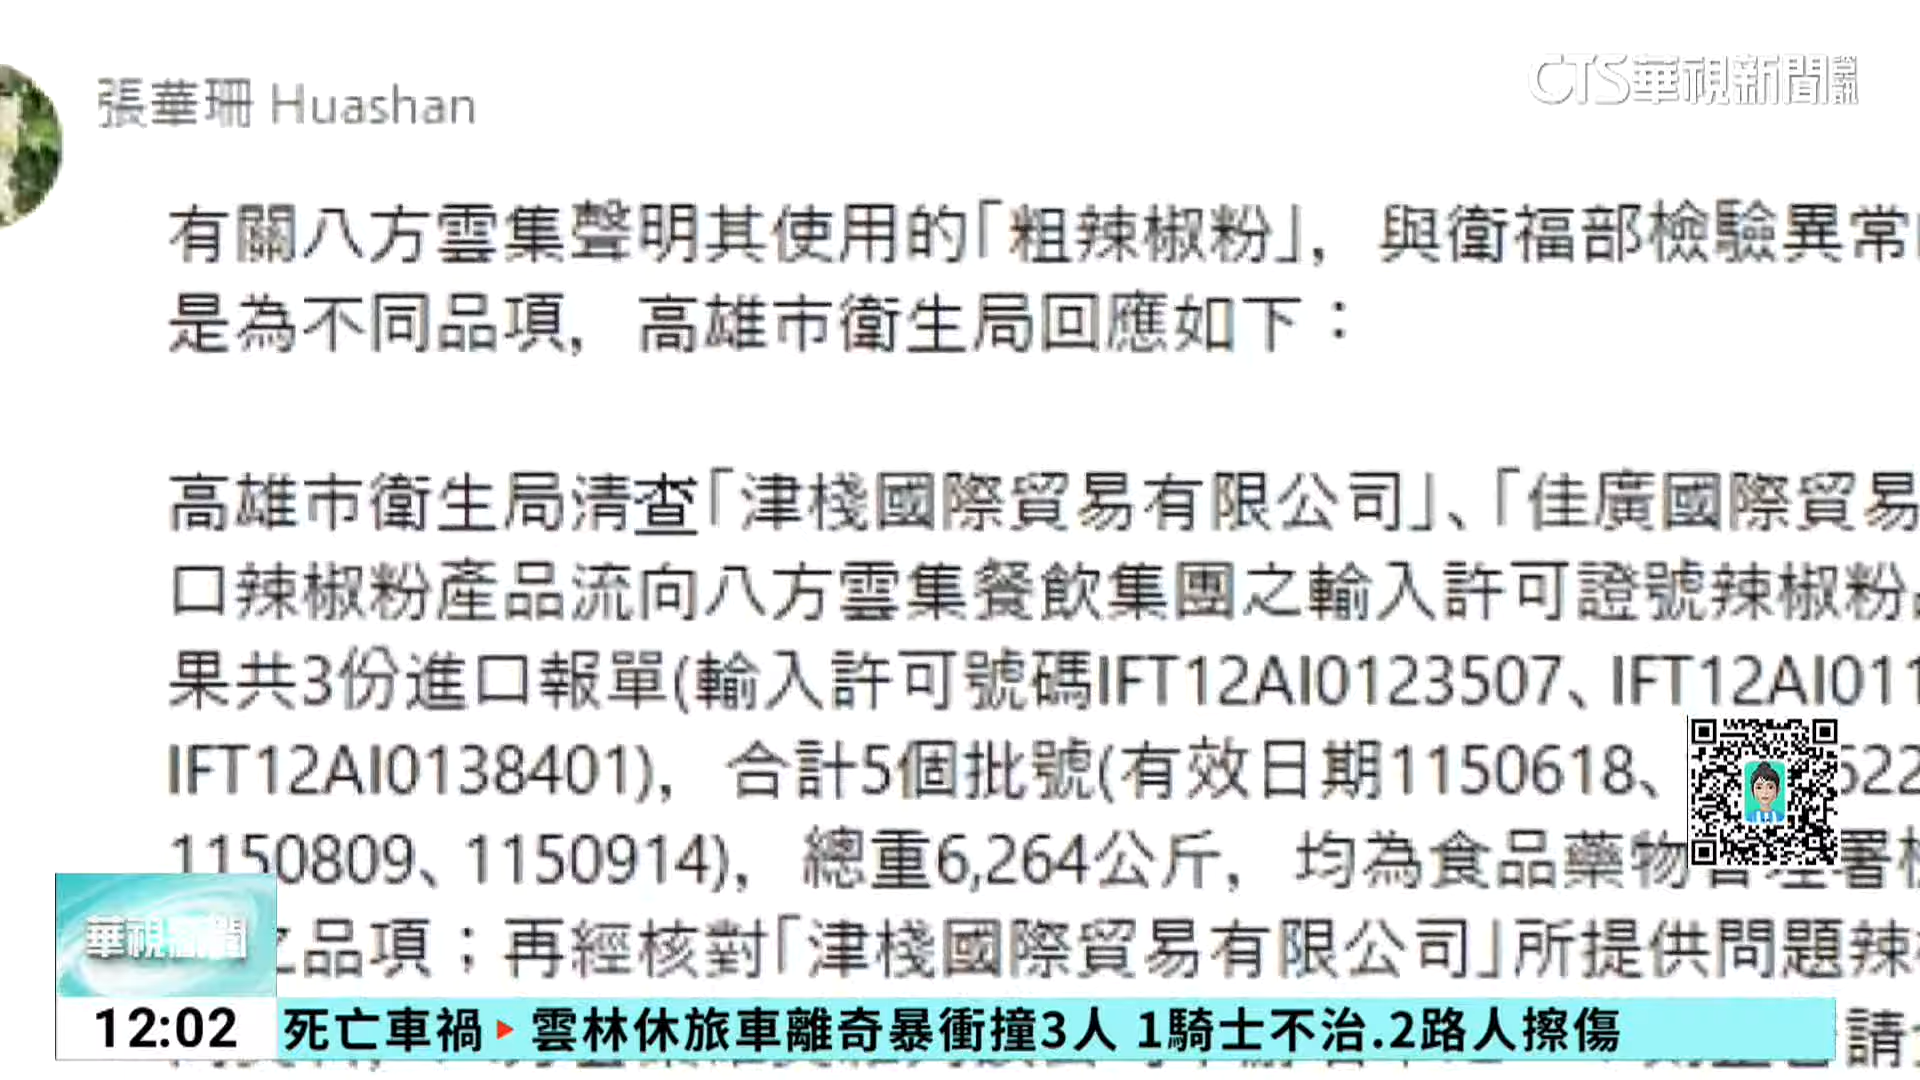 CTS華視新聞資訊
張華珊 Huashan
有關八方雲集聲明其使用的「粗辣椒粉」，與衛福部檢驗異常
是為不同品項，高雄市衛生局回應如下：
高雄市衛生局清查「津棧國際貿易有限公司」、「佳廣國際貿易
口辣椒粉產品流向八方雲集餐飲集團之輸入許可證號辣椒粉
果共3份進口報單(輸入許可號碼IFT12AI0123507、IFT12AI011
IFT12AI0138401)，合計5個批號(有效日期1150618、522
1150809、1150914)，總重6,264公斤，均為食品藥物管理署
之品項；再經核對「津棧國際貿易有限公司」所提供問題辣
華視新聞
12:02
死亡車禍 雲林休旅車離奇暴衝撞3人 1騎士不治.2路人擦傷
請